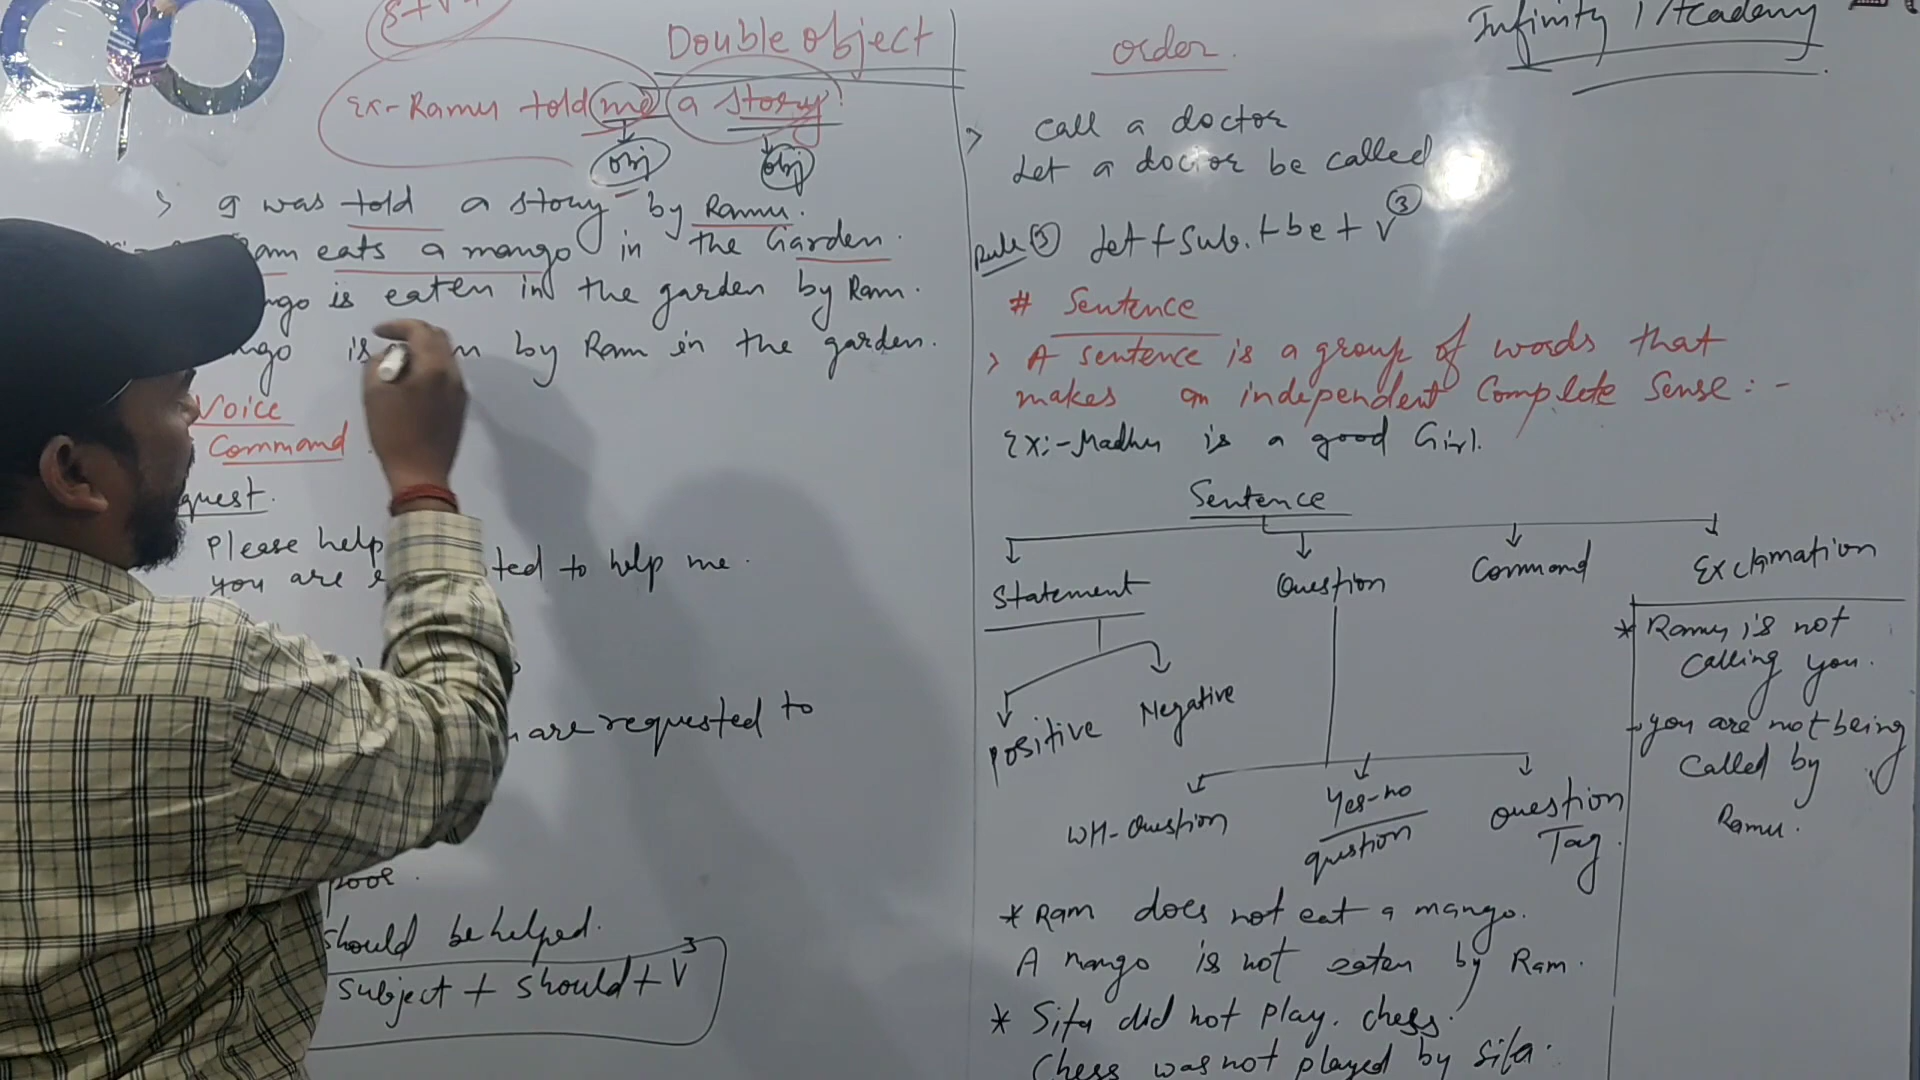 S + V +
Double object
Ex- Ramu told me a story.
obj obj
I was told a story by Ramu.
Ram eats a mango in the Garden.
mango is eaten in the garden by Ram.
is by Ram in the garden.
Voice
Command
quest.
Please help
you are ted to help me.
are requested to
poor.
should be helped.
subject + should + V3
Infinity Academy
order.
call a doctor
Let a doctor be called
Rule (5) Let + Sub. + be + V3
# Sentence
A sentence is a group of words that
makes an independent Complete Sense : -
Ex:- Madhu is a good Girl.
Sentence
Statement Question Command Exclamation
Positive Negative
WH-Question Yes-no question Question Tag
* Ram does not eat a mango.
A mango is not eaten by Ram.
* Sita did not play. chess.
Chess was not played by Sita.
* Ramu is not
calling you.
you are not being
called by
Ramu.